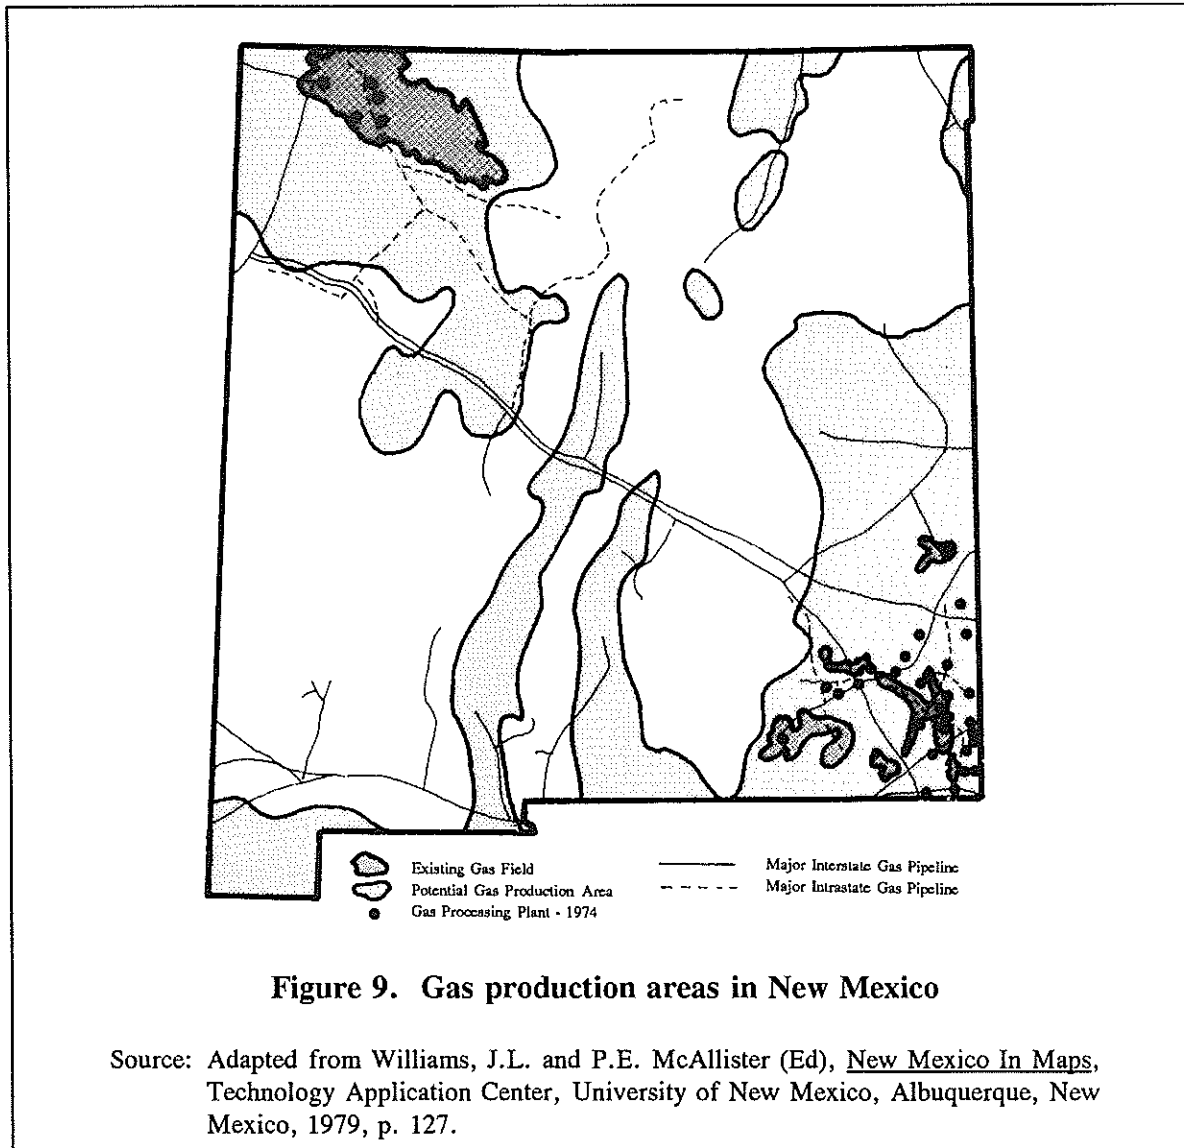 Existing Gas Field
Potential Gas Production Area
Gas Processing Plant - 1974
Major Interstate Gas Pipeline
Major Intrastate Gas Pipeline
Figure 9. Gas production areas in New Mexico
Source: Adapted from Williams, J.L. and P.E. McAllister (Ed), New Mexico In Maps,
Technology Application Center, University of New Mexico, Albuquerque, New
Mexico, 1979, p. 127.